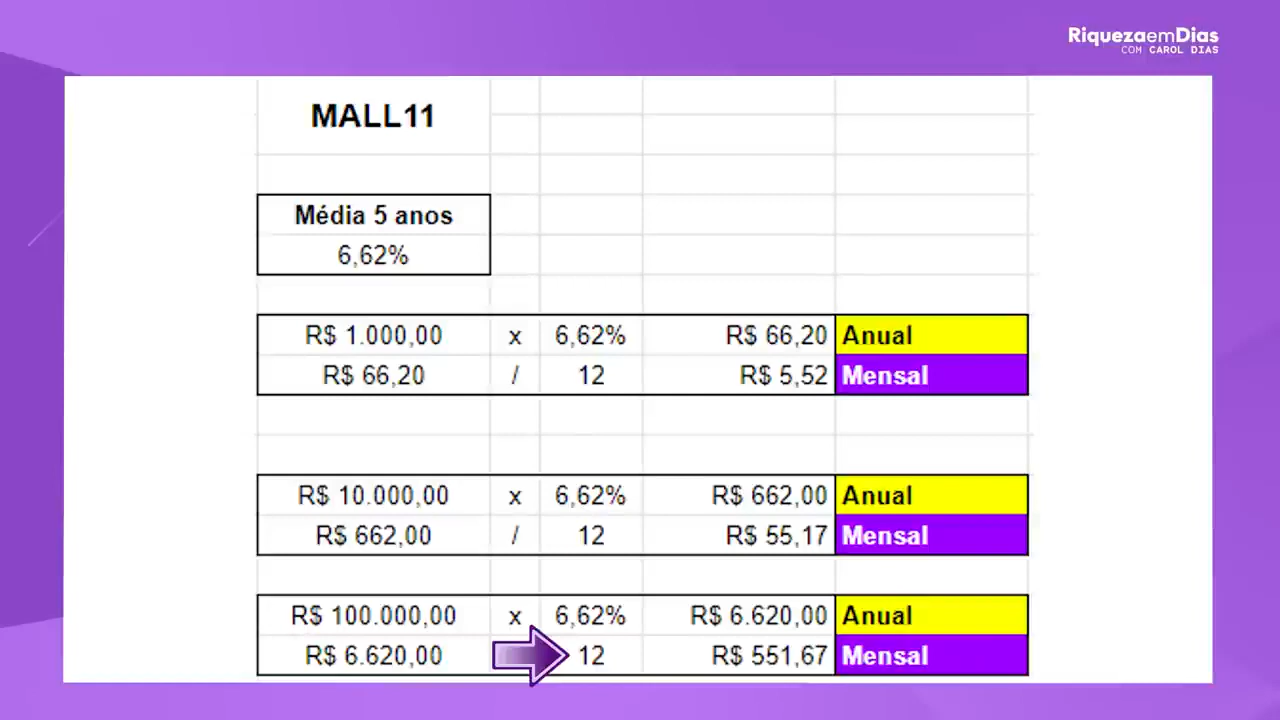 RiquezaemDias
COM CAROL DIAS
MALL11
Média 5 anos
6,62%
R$ 1.000,00 x 6,62% R$ 66,20 Anual
R$ 66,20 / 12 R$ 5,52 Mensal
R$ 10.000,00 x 6,62% R$ 662,00 Anual
R$ 662,00 / 12 R$ 55,17 Mensal
R$ 100.000,00 x 6,62% R$ 6.620,00 Anual
R$ 6.620,00 12 R$ 551,67 Mensal